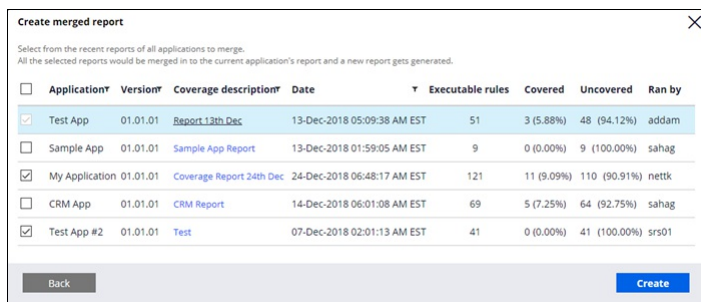 Create merged report
Select from the recent reports of all applications to merge.
All the selected reports would be merged in to the current application's report and a new report gets generated.
Application Version Coverage description Date Executable rules Covered Uncovered Ran by
Test App 01.01.01 Report 13th Dec 13-Dec-2018 05:09:38 AM EST 51 3 (5.88%) 48 (94.12%) addam
Sample App 01.01.01 Sample App Report 13-Dec-2018 01:59:05 AM EST 9 0 (0.00%) 9 (100.00%) sahag
My Application 01.01.01 Coverage Report 24th Dec 24-Dec-2018 06:48:17 AM EST 121 11 (9.09%) 110 (90.91%) nettk
CRM App 01.01.01 CRM Report 14-Dec-2018 06:01:08 AM EST 69 5 (7.25%) 64 (92.75%) sahag
Test App #2 01.01.01 Test 07-Dec-2018 02:01:13 AM EST 41 0 (0.00%) 41 (100.00%) srs01
Back Create